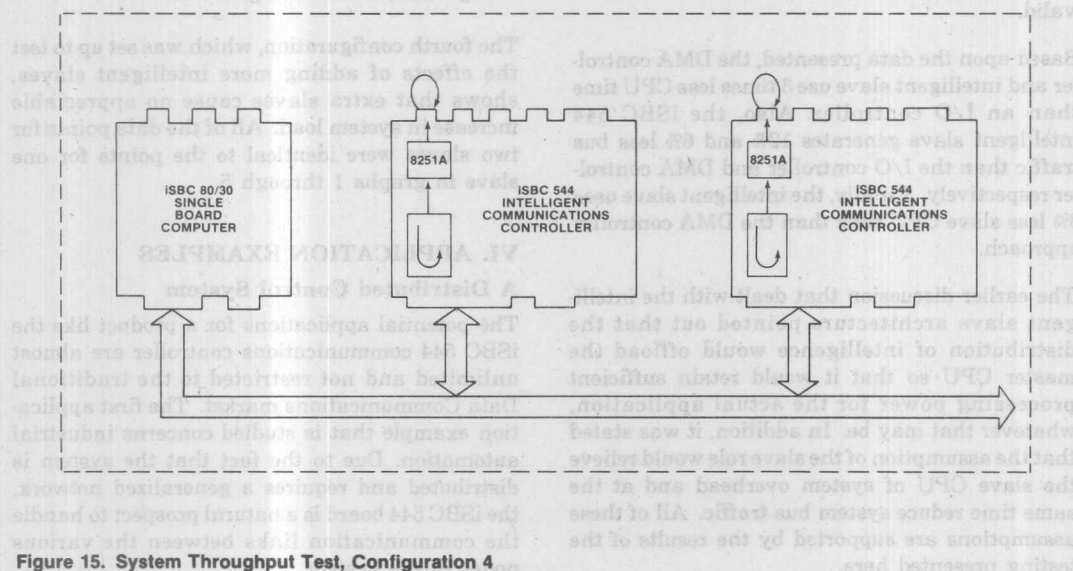 valid.
Based upon the data presented, the DMA control-
er and intelligent slave use 8 times less CPU time
than an I/O controller. Also, the iSBC 544
intelligent slave generates 12% and 6% less bus
traffic than the I/O controller and DMA control-
er respectively. the intelligent slave uses
6% less slave than the DMA control
approach.
The earlier discussion that dealt with the intelli-
gent slave architecture pointed out that the
distribution of intelligence would offload the
master CPU so that it would retain sufficient
processing power for the actual application,
whatever that may be. In addition, it was stated
that the assumption of the slave role would relieve
the slave CPU of system overhead and at the
same time reduce system bus traffic. All of these
assumptions are supported by the results of the
testing presented here.
The fourth configuration, which was set up to test
the effects of adding more intelligent slaves,
shows that extra slaves cause no appreciable
increase in system load. All of the data points for
two slaves were identical to the points for one
slave in graphs 1 through 5.
VI. APPLICATION EXAMPLES
A Distributed Control System
The potential applications for a product like the
iSBC 544 communications controller are almost
unlimited and not restricted to the traditional
Data Communications market. The first applica-
tion example that is studied concerns industrial
automation. Due to the fact that the system is
distributed and requires a generalized network,
the iSBC 544 board is a natural prospect to handle
the communication links between the various
iSBC 80/30
SINGLE
BOARD
COMPUTER
8251A
iSBC 544
INTELLIGENT
COMMUNICATIONS
CONTROLLER
8251A
iSBC 544
INTELLIGENT
COMMUNICATIONS
CONTROLLER
Figure 15. System Throughput Test, Configuration 4